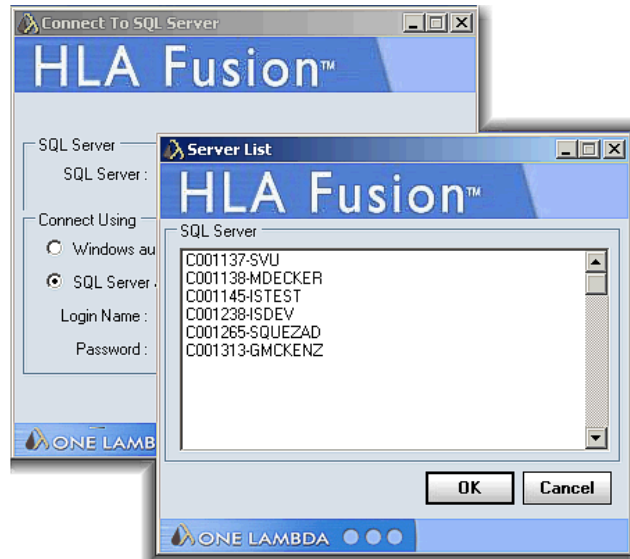 Connect To SQL Server
HLA Fusion™
SQL Server
SQL Server :
Connect Using
Windows au
SQL Server
Login Name :
Password :
ONE LAMB
Server List
HLA Fusion™
SQL Server
C001137-SVU
C001138-MDECKER
C001145-ISTEST
C001238-ISDEV
C001265-SQUEZAD
C001313-GMCKENZ
OK Cancel
ONE LAMBDA